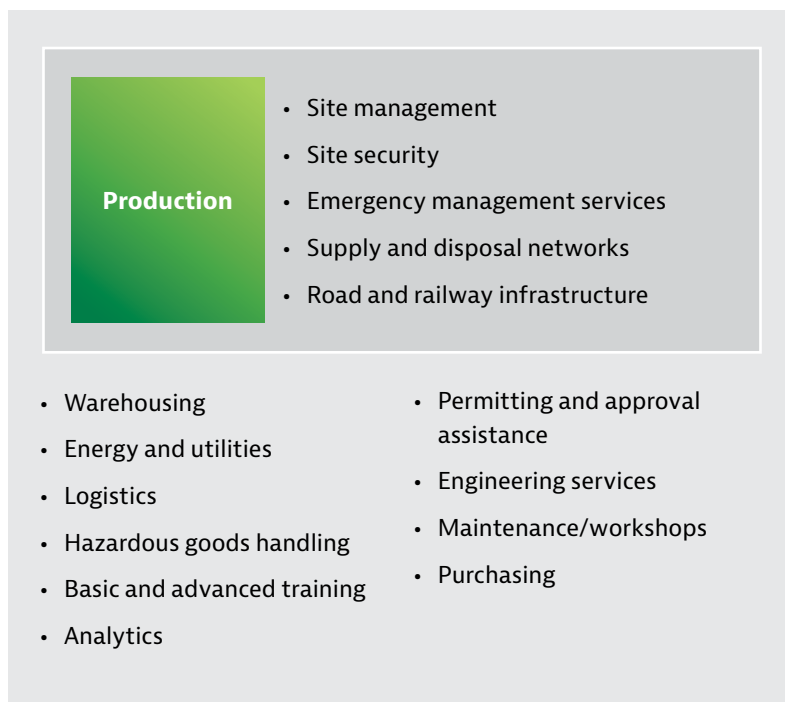 Production
• Site management
• Site security
• Emergency management services
• Supply and disposal networks
• Road and railway infrastructure
• Warehousing
• Energy and utilities
• Logistics
• Hazardous goods handling
• Basic and advanced training
• Analytics
• Permitting and approval
assistance
• Engineering services
• Maintenance/workshops
• Purchasing